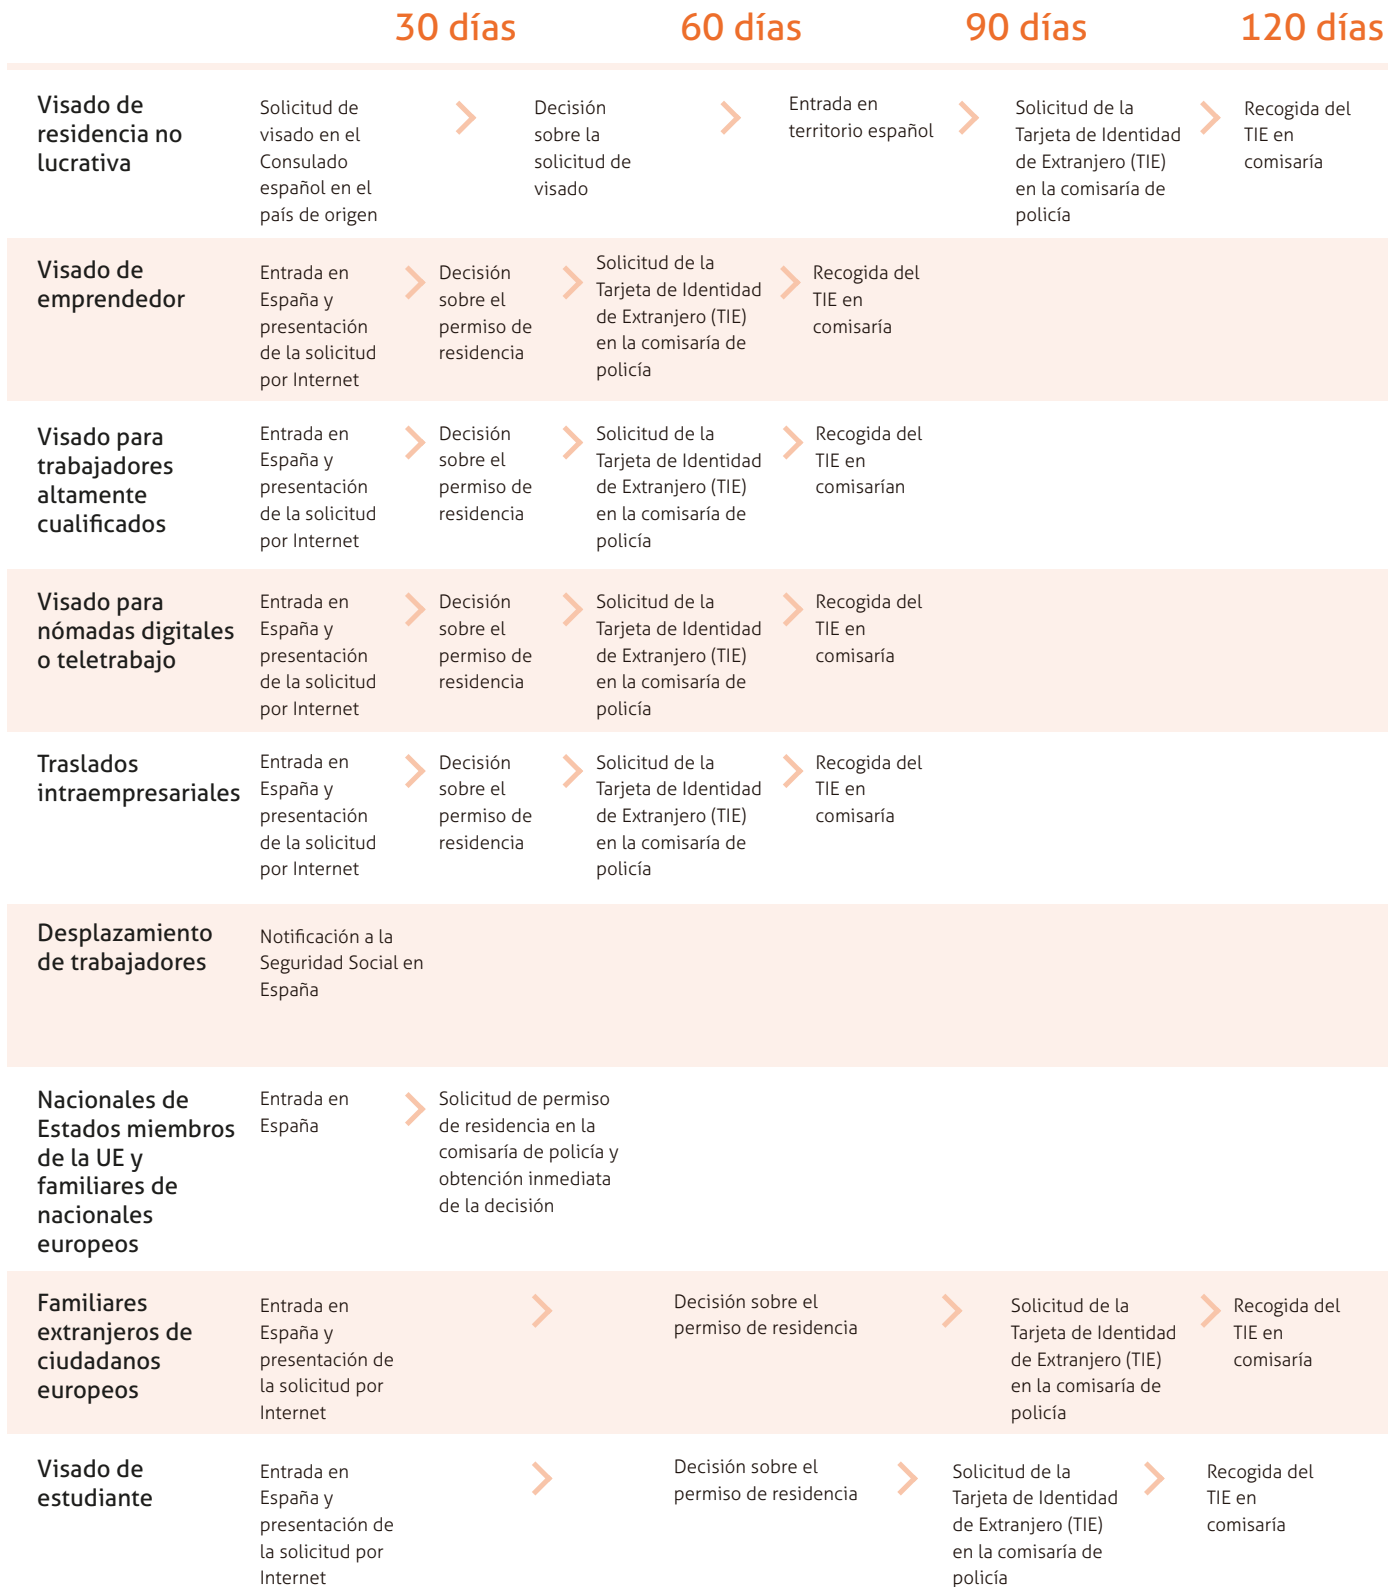 30 días 60 días 90 días 120 días
Visado de
residencia no
lucrativa
Solicitud de
visado en el
Consulado
español en el
país de origen
Decisión
sobre la
solicitud de
visado
Entrada en
territorio español
Solicitud de la
Tarjeta de Identidad
de Extranjero (TIE)
en la comisaría de
policía
Recogida del
TIE en
comisaría
Visado de
emprendedor
Entrada en
España y
presentación
de la solicitud
por Internet
Decisión
sobre el
permiso de
residencia
Solicitud de la
Tarjeta de Identidad
de Extranjero (TIE)
en la comisaría de
policía
Recogida del
TIE en
comisaría
Visado para
trabajadores
altamente
cualificados
Entrada en
España y
presentación
de la solicitud
por Internet
Decisión
sobre el
permiso de
residencia
Solicitud de la
Tarjeta de Identidad
de Extranjero (TIE)
en la comisaría de
policía
Recogida del
TIE en
comisarían
Visado para
nómadas digitales
o teletrabajo
Entrada en
España y
presentación
de la solicitud
por Internet
Decisión
sobre el
permiso de
residencia
Solicitud de la
Tarjeta de Identidad
de Extranjero (TIE)
en la comisaría de
policía
Recogida del
TIE en
comisaría
Traslados
intraempresariales
Entrada en
España y
presentación
de la solicitud
por Internet
Decisión
sobre el
permiso de
residencia
Solicitud de la
Tarjeta de Identidad
de Extranjero (TIE)
en la comisaría de
policía
Recogida del
TIE en
comisaría
Desplazamiento
de trabajadores
Notificación a la
Seguridad Social en
España
Nacionales de
Estados miembros
de la UE y
familiares de
nacionales
europeos
Entrada en
España
Solicitud de permiso
de residencia en la
comisaría de policía y
obtención inmediata
de la decisión
Familiares
extranjeros de
ciudadanos
europeos
Entrada en
España y
presentación de
la solicitud por
Internet
Decisión sobre el
permiso de residencia
Solicitud de la
Tarjeta de Identidad
de Extranjero (TIE)
en la comisaría de
policía
Recogida del
TIE en
comisaría
Visado de
estudiante
Entrada en
España y
presentación de
la solicitud por
Internet
Decisión sobre el
permiso de residencia
Solicitud de la
Tarjeta de Identidad
de Extranjero (TIE)
en la comisaría de
policía
Recogida del
TIE en
comisaría